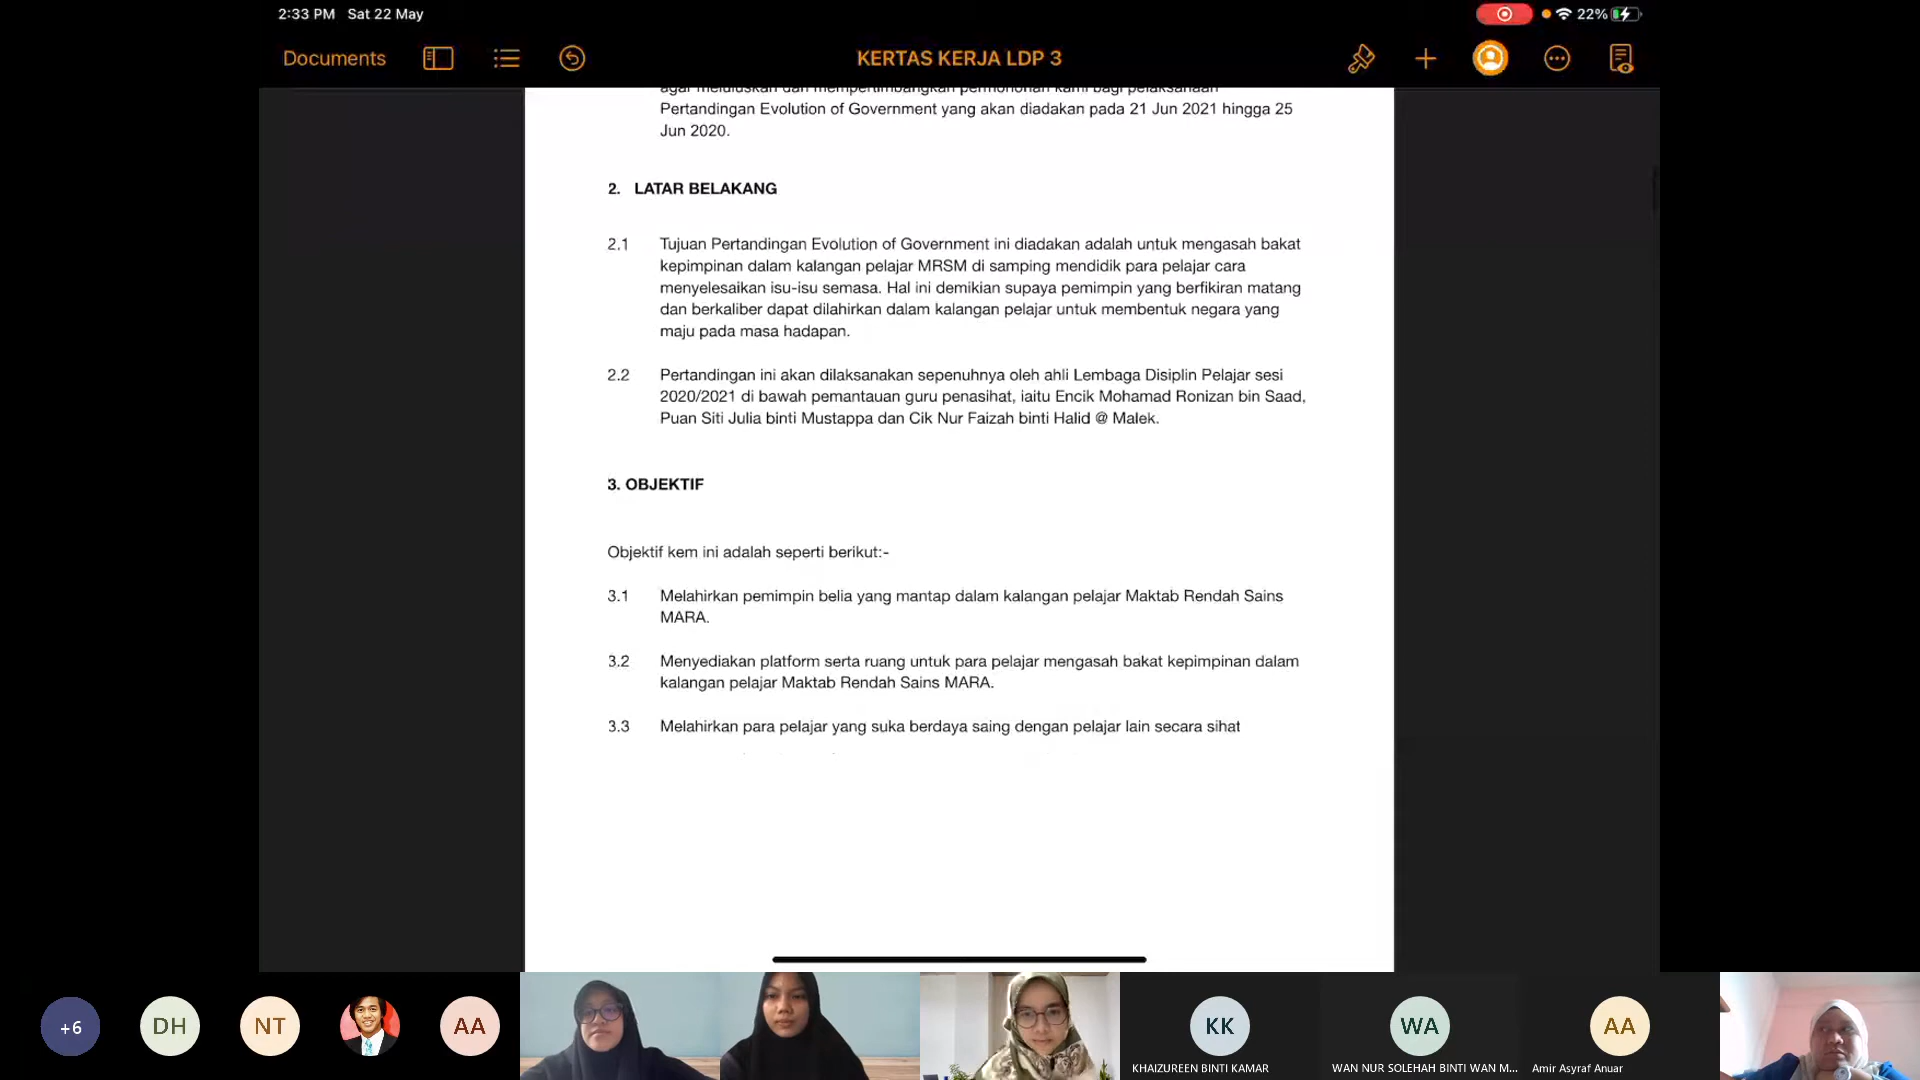 2:33 PM Sat 22 May
22%
Documents
KERTAS KERJA LDP 3
agar meluluskan dan mempertimbangkan permohonan kami bagi pelaksanaan
Pertandingan Evolution of Government yang akan diadakan pada 21 Jun 2021 hingga 25
Jun 2020.
2. LATAR BELAKANG
2.1 Tujuan Pertandingan Evolution of Government ini diadakan adalah untuk mengasah bakat
kepimpinan dalam kalangan pelajar MRSM di samping mendidik para pelajar cara
menyelesaikan isu-isu semasa. Hal ini demikian supaya pemimpin yang berfikiran matang
dan berkaliber dapat dilahirkan dalam kalangan pelajar untuk membentuk negara yang
maju pada masa hadapan.
2.2 Pertandingan ini akan dilaksanakan sepenuhnya oleh ahli Lembaga Disiplin Pelajar sesi
2020/2021 di bawah pemantauan guru penasihat, iaitu Encik Mohamad Ronizan bin Saad,
Puan Siti Julia binti Mustappa dan Cik Nur Faizah binti Halid @ Malek.
3. OBJEKTIF
Objektif kem ini adalah seperti berikut:-
3.1 Melahirkan pemimpin belia yang mantap dalam kalangan pelajar Maktab Rendah Sains
MARA.
3.2 Menyediakan platform serta ruang untuk para pelajar mengasah bakat kepimpinan dalam
kalangan pelajar Maktab Rendah Sains MARA.
3.3 Melahirkan para pelajar yang suka berdaya saing dengan pelajar lain secara sihat
+6
DH
NT
AA
KK
WA
AA
KHAIZUREEN BINTI KAMAR
WAN NUR SOLEHAH BINTI WAN M...
Amir Asyraf Anuar